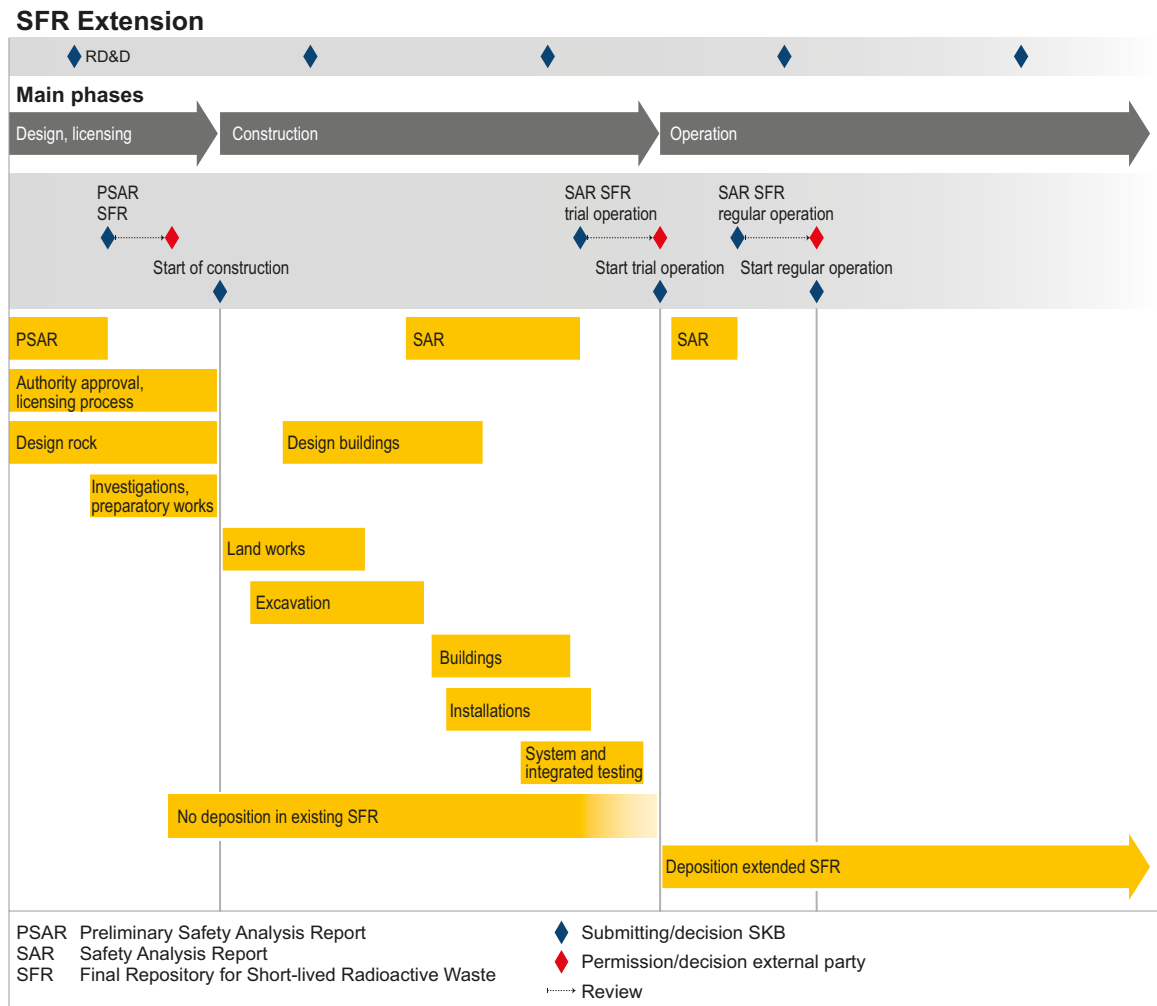 SFR Extension
RD&D
Main phases
Design, licensing
Construction
Operation
PSAR
SFR
SAR SFR
trial operation
SAR SFR
regular operation
Start of construction
Start trial operation
Start regular operation
PSAR
SAR
SAR
Authority approval,
licensing process
Design rock
Design buildings
Investigations,
preparatory works
Land works
Excavation
Buildings
Installations
System and
integrated testing
No deposition in existing SFR
Deposition extended SFR
PSAR Preliminary Safety Analysis Report
SAR Safety Analysis Report
SFR Final Repository for Short-lived Radioactive Waste
Submitting/decision SKB
Permission/decision external party
Review